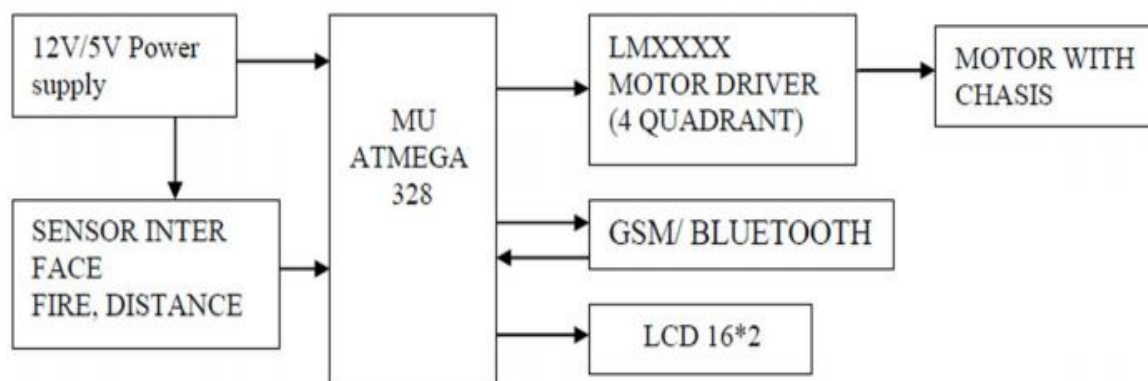 12V/5V Power
supply
SENSOR INTER
FACE
FIRE, DISTANCE
MU
ATMEGA
328
LMXXXX
MOTOR DRIVER
(4 QUADRANT)
MOTOR WITH
CHASIS
GSM/ BLUETOOTH
LCD 16*2